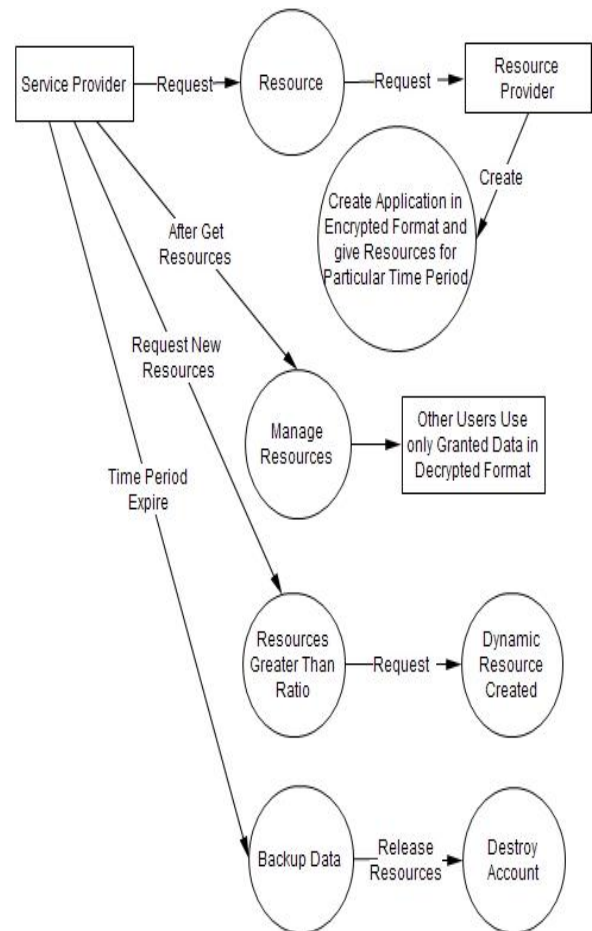 Service Provider
Request
Resource
Request
Resource
Provider
Create
Create Application in
Encrypted Format and
give Resources for
Particular Time Period
After Get
Resources
Request New
Resources
Manage
Resources
Other Users Use
only Granted Data in
Decrypted Format
Time Period
Expire
Resources
Greater Than
Ratio
Request
Dynamic
Resource
Created
Backup Data
Release
Resources
Destroy
Account